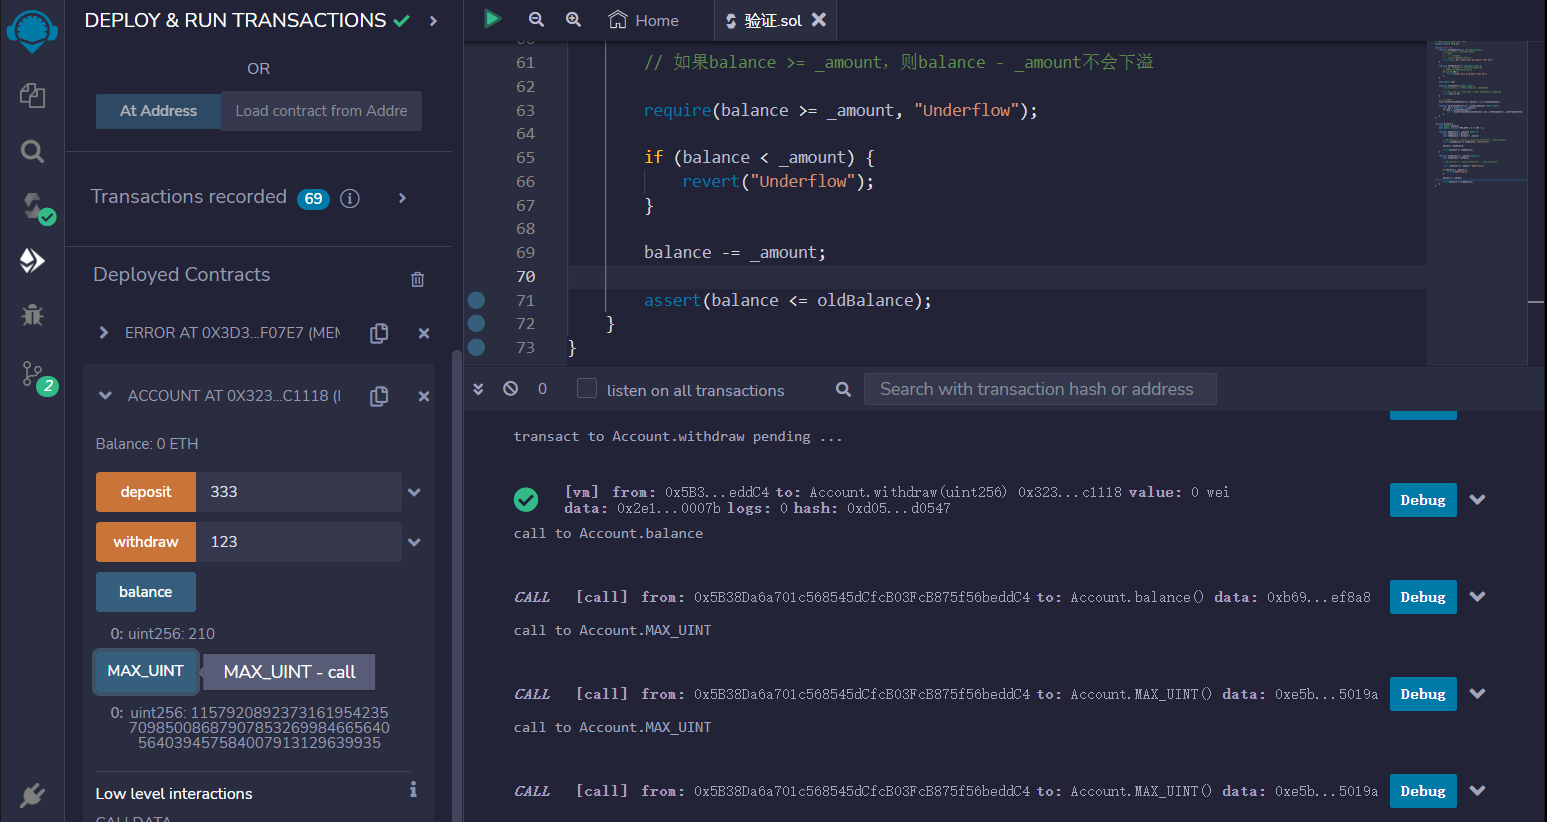 DEPLOY & RUN TRANSACTIONS
OR
At Address
Load contract from Addre
Transactions recorded 69
Deployed Contracts
ERROR AT 0X3D3...F07E7 (MEM
ACCOUNT AT 0X323...C1118 (
Balance: 0 ETH
deposit 333
withdraw 123
balance
0: uint256: 210
MAX_UINT
MAX_UINT - call
0: uint256: 1157920892373161954235
70985008687907853269984665640
564039457584007913129639935
Low level interactions
CALLDATA
2
Home
验证.sol
61 // 如果balance >= _amount，则balance - _amount不会下溢
62
63 require(balance >= _amount, "Underflow");
64
65 if (balance < _amount) {
66 revert("Underflow");
67 }
68
69 balance -= _amount;
70
71 assert(balance <= oldBalance);
72 }
73 }
0
listen on all transactions
Search with transaction hash or address
transact to Account.withdraw pending ...
[vm] from: 0x5B3...eddC4 to: Account.withdraw(uint256) 0x323...c1118 value: 0 wei
data: 0x2e1...0007b logs: 0 hash: 0xd05...d0547
Debug
call to Account.balance
CALL [call] from: 0x5B38Da6a701c568545dCfcB03FcB875f56beddC4 to: Account.balance() data: 0xb69...ef8a8
Debug
call to Account.MAX_UINT
CALL [call] from: 0x5B38Da6a701c568545dCfcB03FcB875f56beddC4 to: Account.MAX_UINT() data: 0xe5b...5019a
Debug
call to Account.MAX_UINT
CALL [call] from: 0x5B38Da6a701c568545dCfcB03FcB875f56beddC4 to: Account.MAX_UINT() data: 0xe5b...5019a
Debug